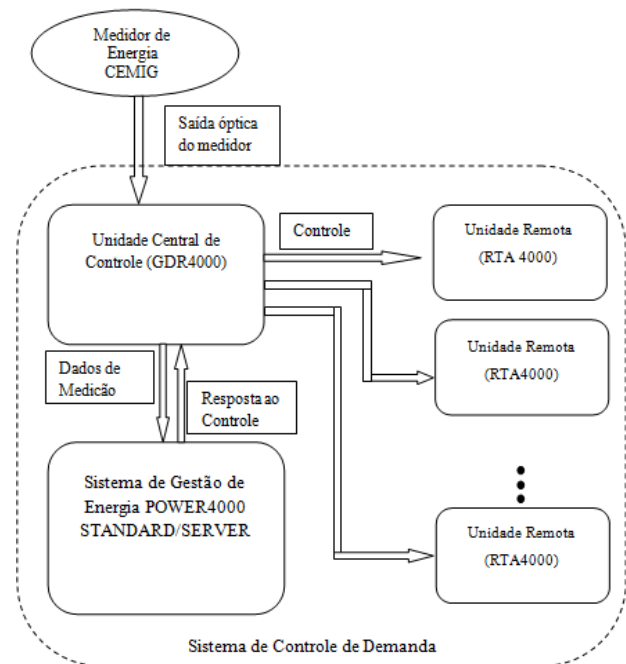 Medidor de
Energia
CEMIG
Saída óptica
do medidor
Unidade Central de
Controle (GDR4000)
Controle
Unidade Remota
(RTA 4000)
Unidade Remota
(RTA4000)
Dados de
Medicão
Resposta ao
Controle
Sistema de Gestão de
Energia POWER4000
STANDARD/SERVER
Unidade Remota
(RTA4000)
Sistema de Controle de Demanda